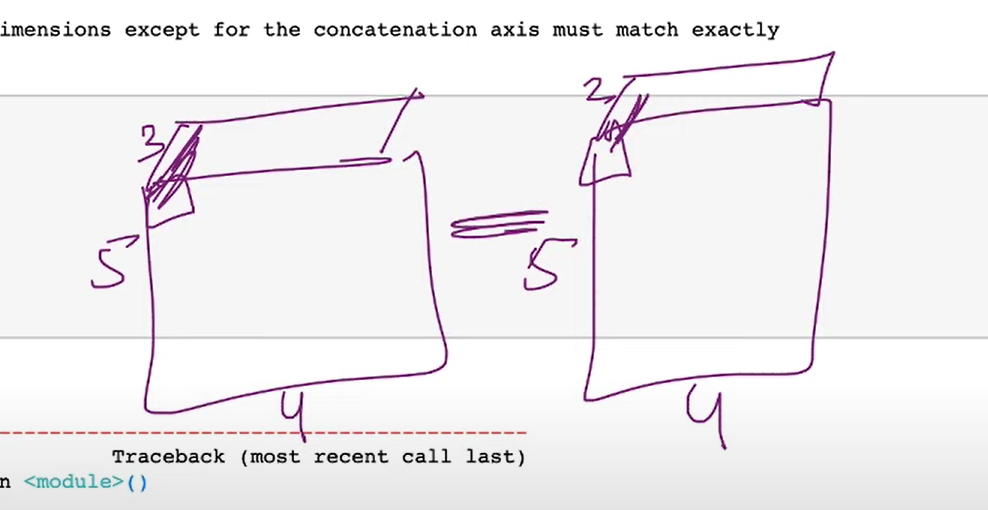 imensions except for the concatenation axis must match exactly
3
2
5
5
4
4
Traceback (most recent call last)
n <module>()